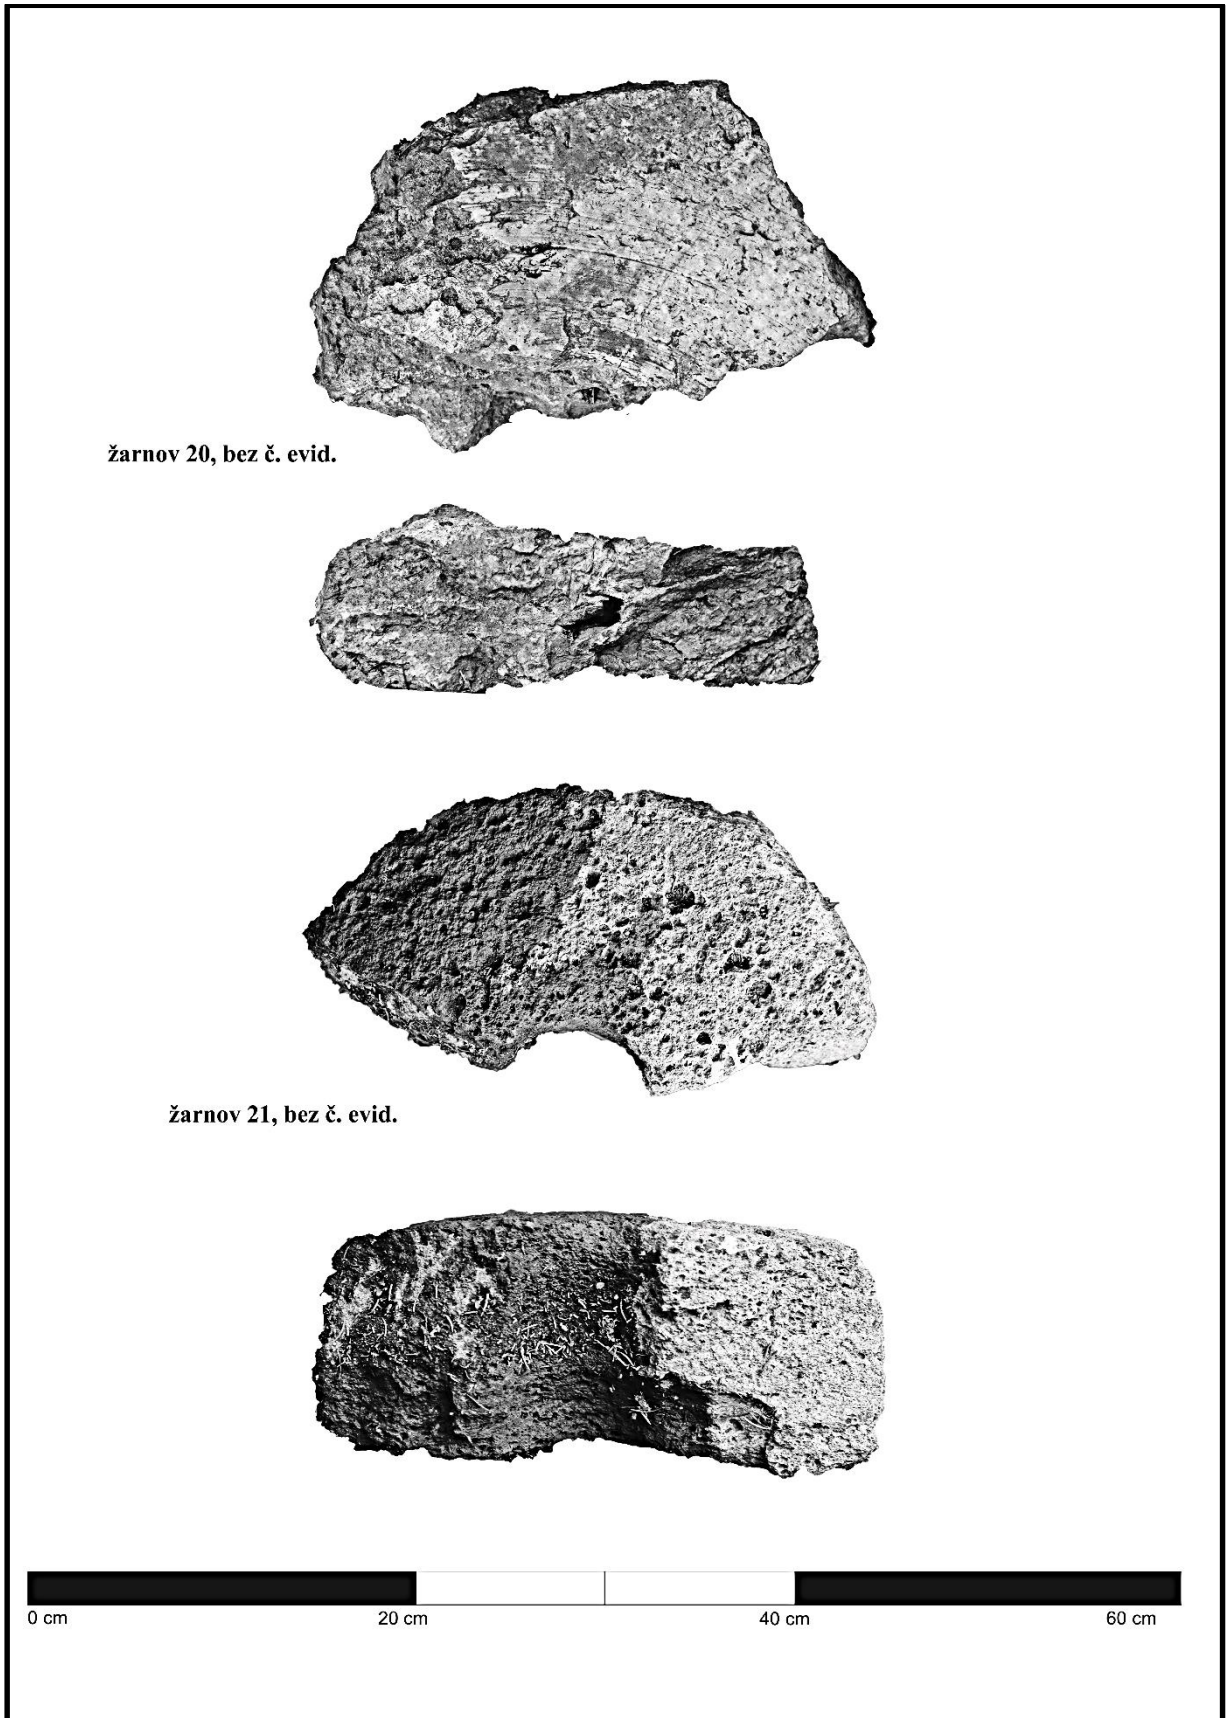 žarnov 20, bez č. evid.
žarnov 21, bez č. evid.
0 cm 20 cm 40 cm 60 cm